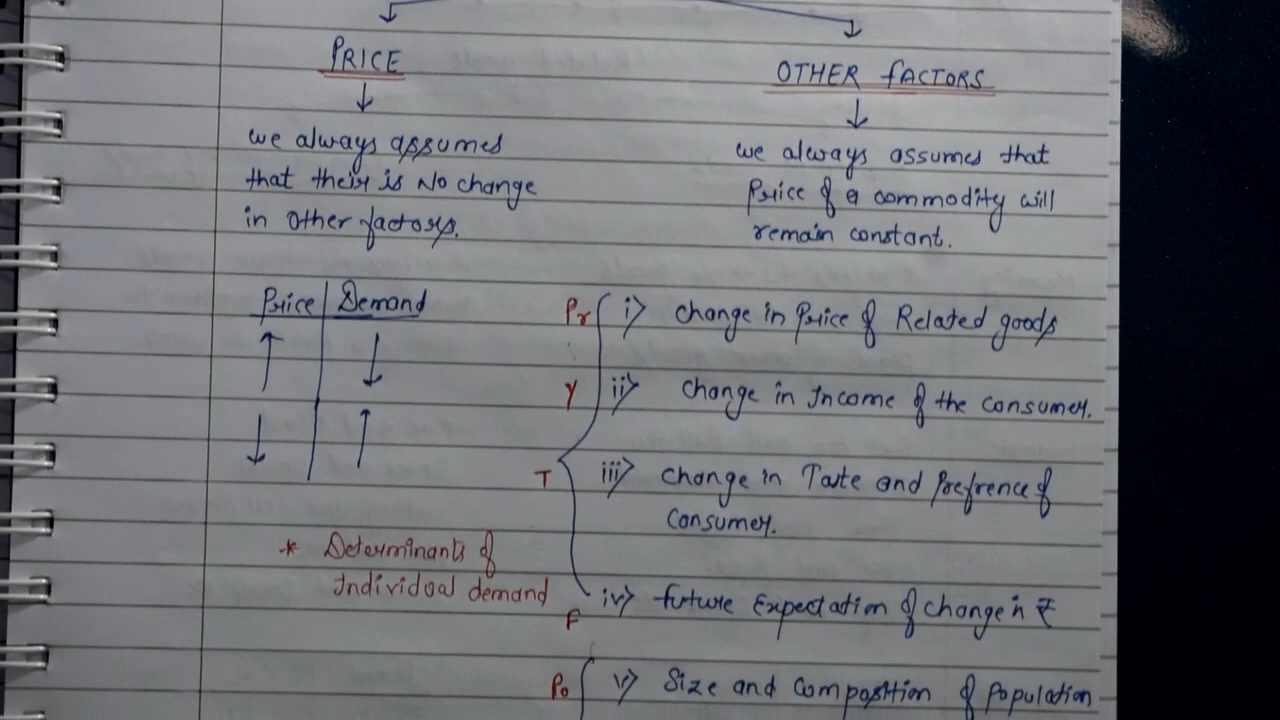 PRICE
we always assumes
that their is No change
in other factors.
Price | Demand
↑ ↓
↓ ↑
* Determinants of
Individual demand
OTHER fACTORS
we always assumes that
Price of a commodity will
remain constant.
Pr i) change in Price of Related goods
Y ii) change in Income of the consumer.
T iii) change in Taste and Prefrence of
consumer.
F iv) future Expectation of change in ₹
Po v) Size and Composition of Population